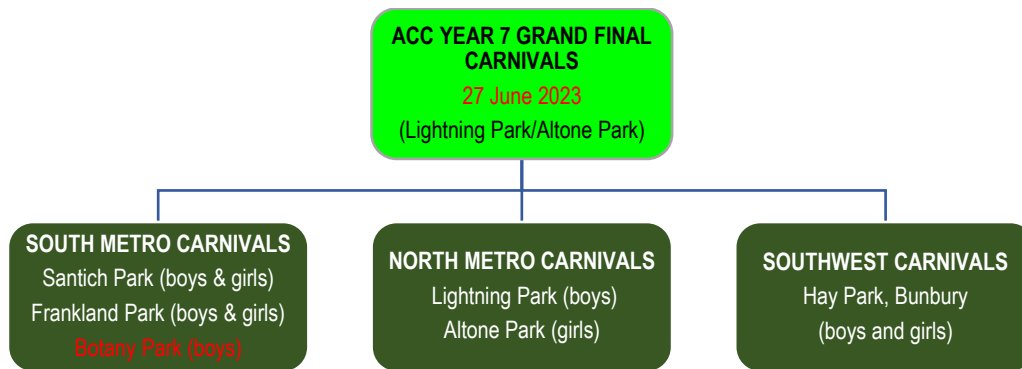 ACC YEAR 7 GRAND FINAL
CARNIVALS
27 June 2023
(Lightning Park/Altone Park)
SOUTH METRO CARNIVALS
Santich Park (boys & girls)
Frankland Park (boys & girls)
Botany Park (boys)
NORTH METRO CARNIVALS
Lightning Park (boys)
Altone Park (girls)
SOUTHWEST CARNIVALS
Hay Park, Bunbury
(boys and girls)